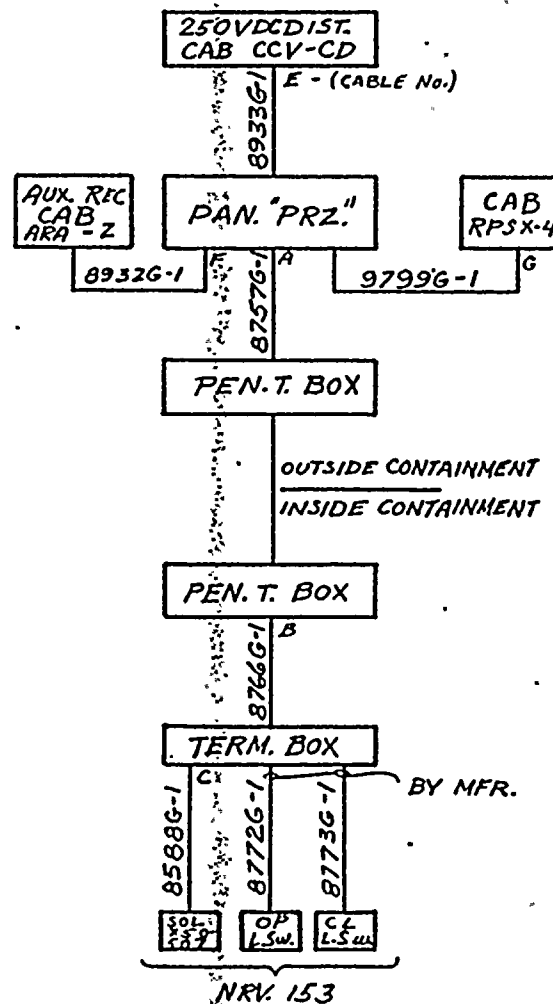 250VDC DIST.
CAB CCV-CD
E - (CABLE No.)
8933G-1
AUX. REC
CAB
ARA - 2
PAN. "PRZ."
CAB
RPSX-4
F
A
G
8932G-1
8757G-1
9799G-1
PEN. T. BOX
OUTSIDE CONTAINMENT
INSIDE CONTAINMENT
PEN. T. BOX
B
8766G-1
TERM. BOX
C
BY MFR.
8588G-1
8772G-1
8773G-1
SOL.
OP
L.SW.
CL
L.SW
NRV. 153